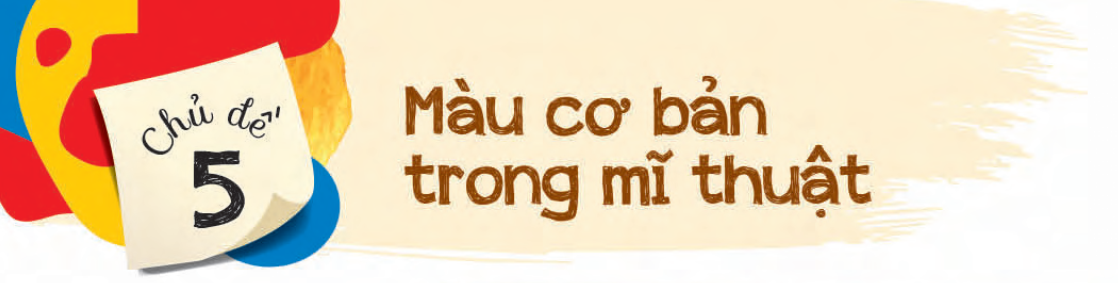 Chủ đề
5
Màu cơ bản
trong mĩ thuật